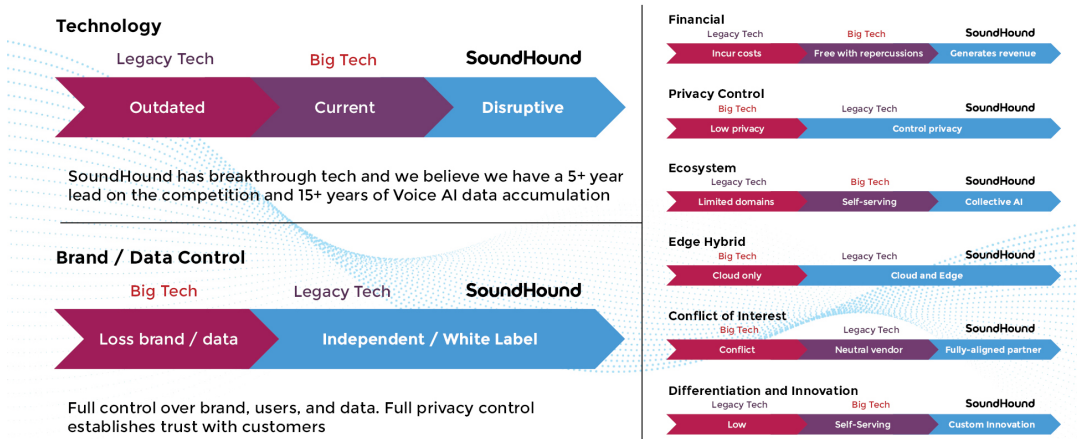 Technology
Legacy Tech Big Tech SoundHound
Outdated Current Disruptive
SoundHound has breakthrough tech and we believe we have a 5+ year
lead on the competition and 15+ years of Voice AI data accumulation
Brand / Data Control
Big Tech Legacy Tech SoundHound
Loss brand / data Independent / White Label
Full control over brand, users, and data. Full privacy control
establishes trust with customers
Financial
Legacy Tech Big Tech SoundHound
Incur costs Free with repercussions Generates revenue
Privacy Control
Big Tech Legacy Tech SoundHound
Low privacy Control privacy
Ecosystem
Legacy Tech Big Tech SoundHound
Limited domains Self-serving Collective AI
Edge Hybrid
Big Tech Legacy Tech SoundHound
Cloud only Cloud and Edge
Conflict of Interest
Big Tech Legacy Tech SoundHound
Conflict Neutral vendor Fully-aligned partner
Differentiation and Innovation
Legacy Tech Big Tech SoundHound
Low Self-Serving Custom Innovation